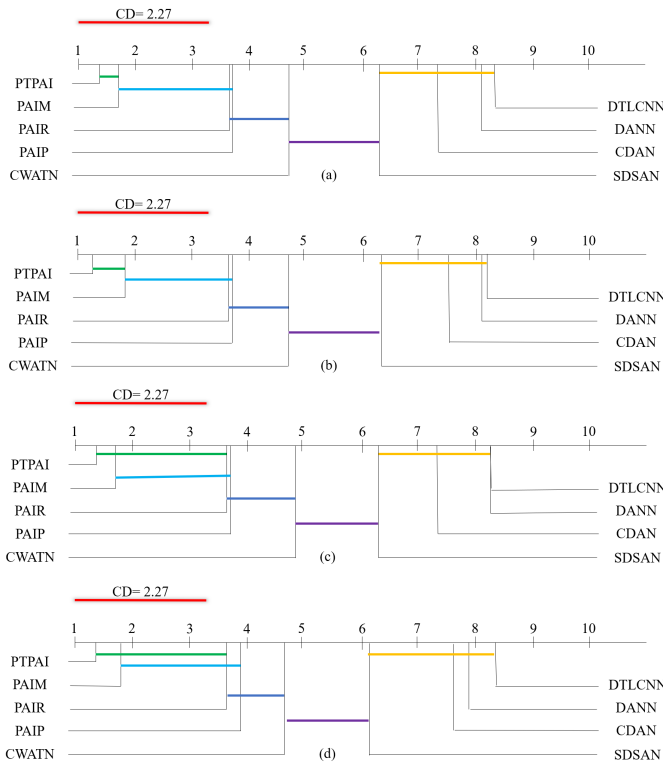 CD= 2.27
1 2 3 4 5 6 7 8 9 10
PTPAI
PAIM DTLCNN
PAIR DANN
PAIP CDAN
CWATN (a) SDSAN
CD= 2.27
1 2 3 4 5 6 7 8 9 10
PTPAI
PAIM DTLCNN
PAIR DANN
PAIP CDAN
CWATN (b) SDSAN
CD= 2.27
1 2 3 4 5 6 7 8 9 10
PTPAI
PAIM DTLCNN
PAIR DANN
PAIP CDAN
CWATN (c) SDSAN
CD= 2.27
1 2 3 4 5 6 7 8 9 10
PTPAI
PAIM DTLCNN
PAIR DANN
PAIP CDAN
CWATN (d) SDSAN